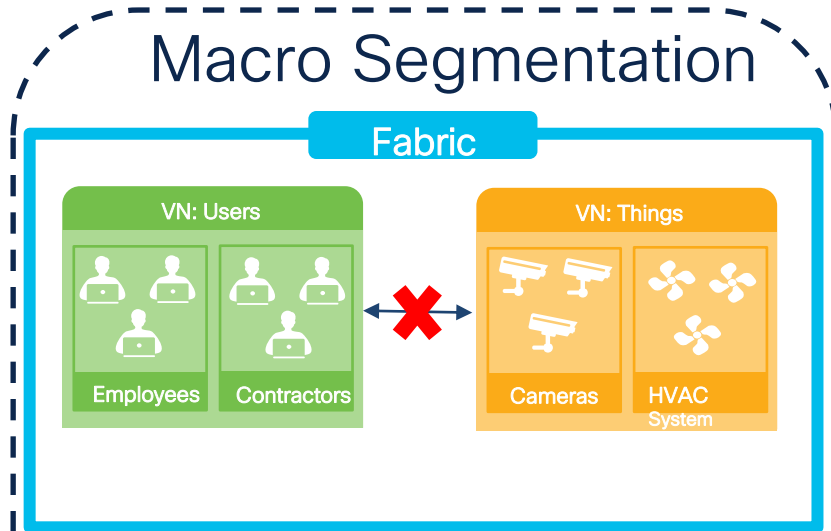 Macro Segmentation
Fabric
VN: Users
VN: Things
Employees
Contractors
Cameras
HVAC
System